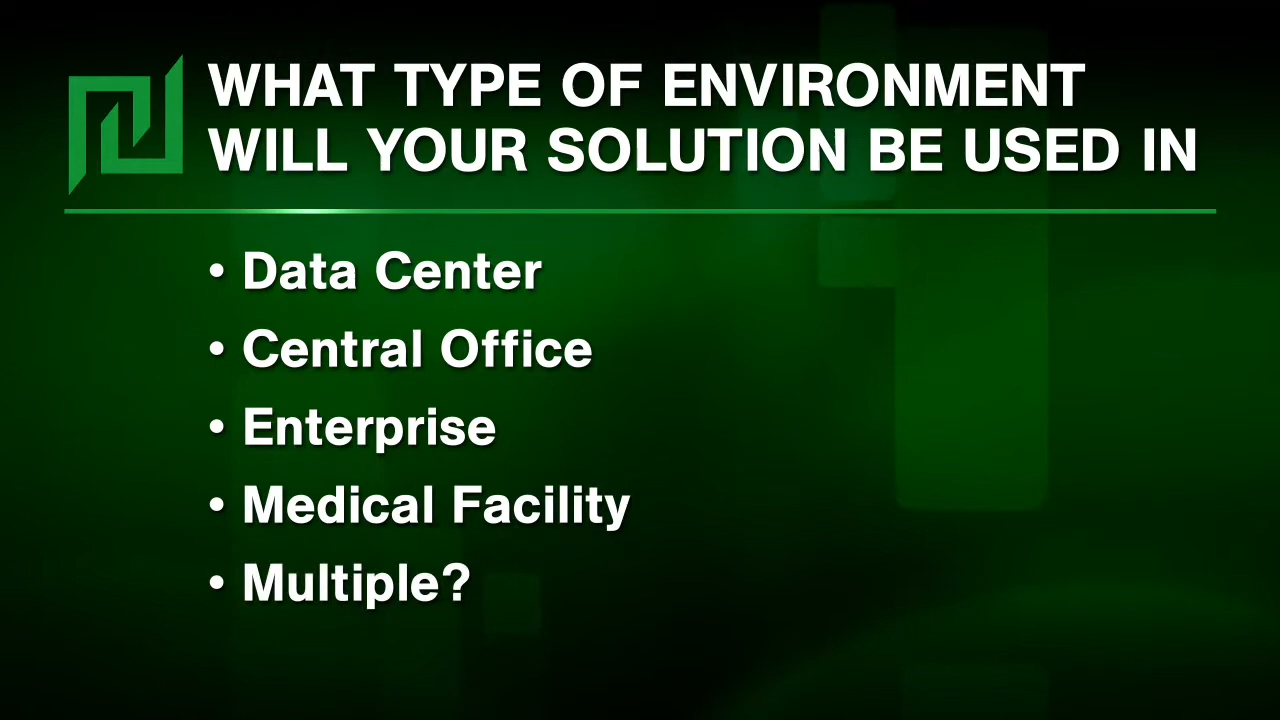 WHAT TYPE OF ENVIRONMENT
WILL YOUR SOLUTION BE USED IN
• Data Center
• Central Office
• Enterprise
• Medical Facility
• Multiple?